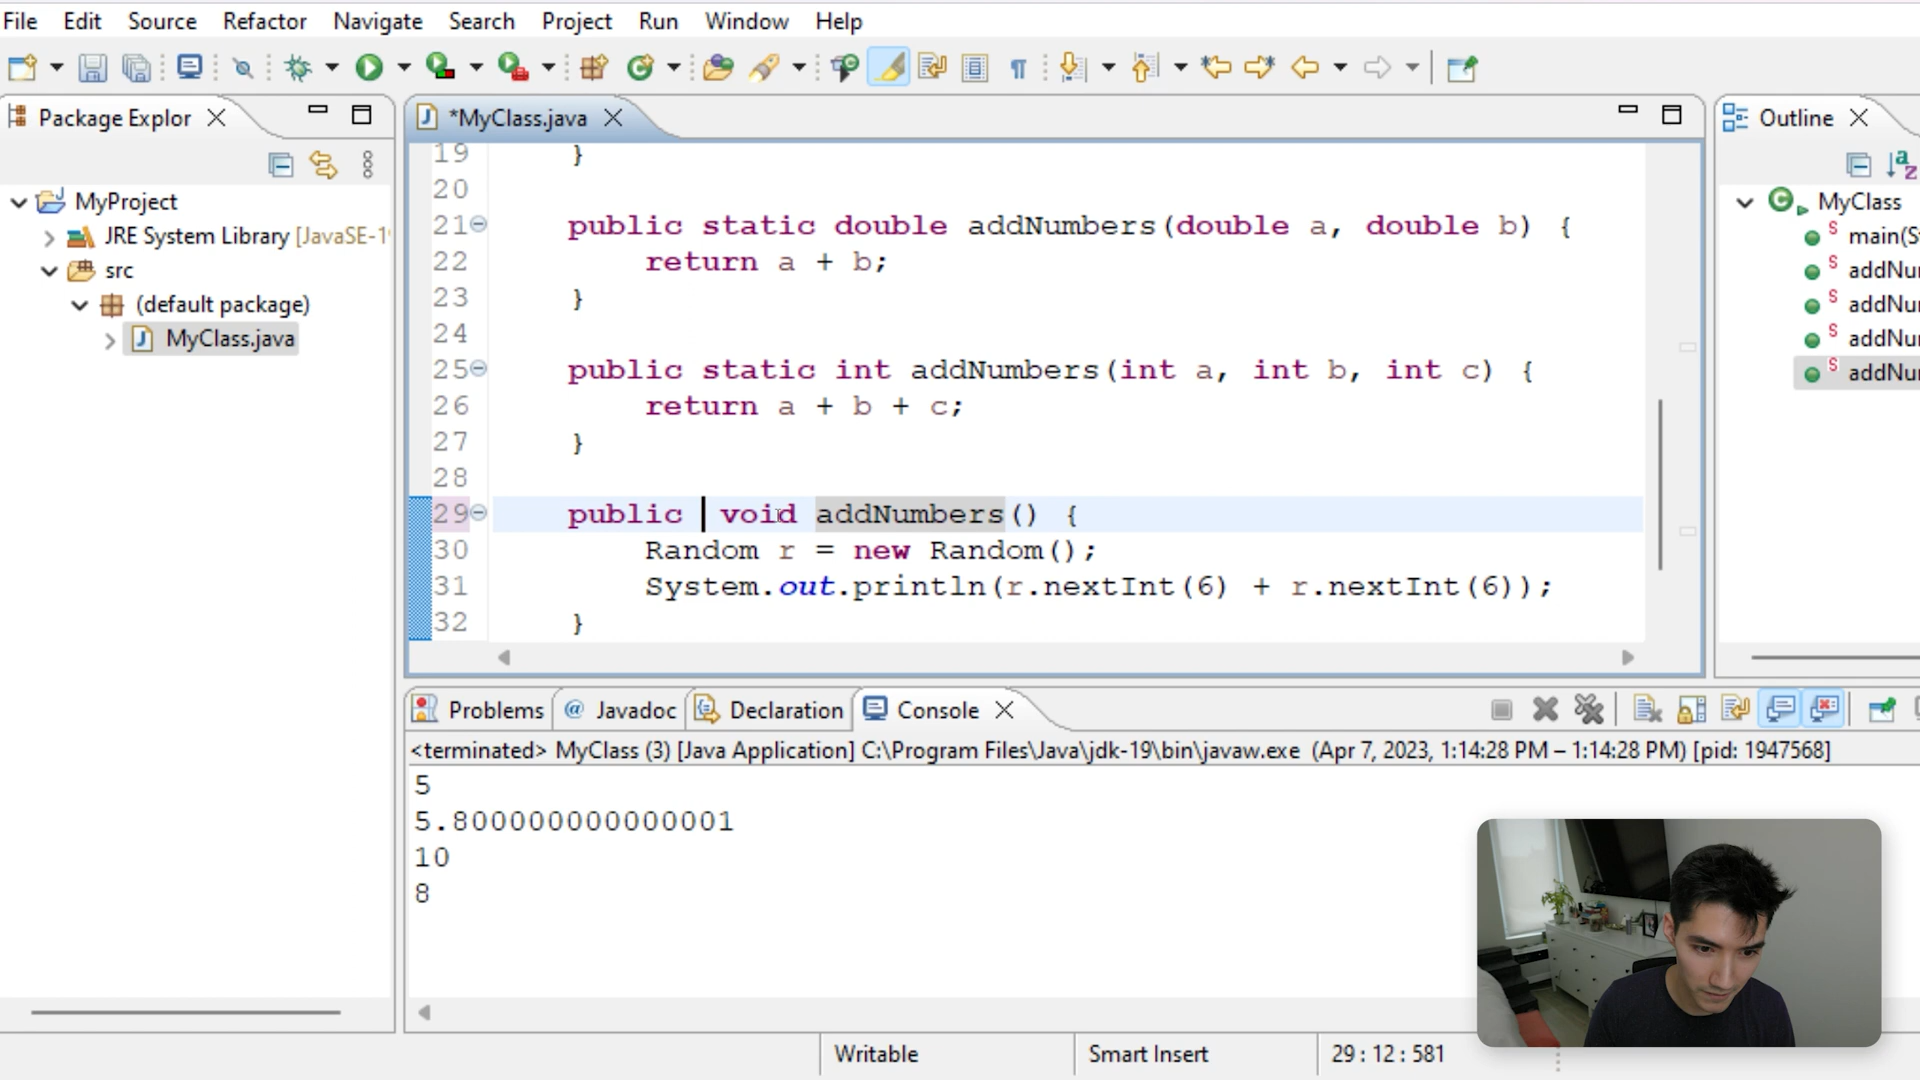 File Edit Source Refactor Navigate Search Project Run Window Help
Package Explor
*MyClass.java
Outline
MyProject
JRE System Library [JavaSE-1
src
(default package)
MyClass.java
19 }
20
21 public static double addNumbers(double a, double b) {
22 return a + b;
23 }
24
25 public static int addNumbers(int a, int b, int c) {
26 return a + b + c;
27 }
28
29 public void addNumbers() {
30 Random r = new Random();
31 System.out.println(r.nextInt(6) + r.nextInt(6));
32 }
MyClass
S main(S
S addNu
S addNu
S addNu
S addNu
Problems @ Javadoc Declaration Console
<terminated> MyClass (3) [Java Application] C:\Program Files\Java\jdk-19\bin\javaw.exe (Apr 7, 2023, 1:14:28 PM – 1:14:28 PM) [pid: 1947568]
5
5.800000000000001
10
8
Writable Smart Insert 29 : 12 : 581